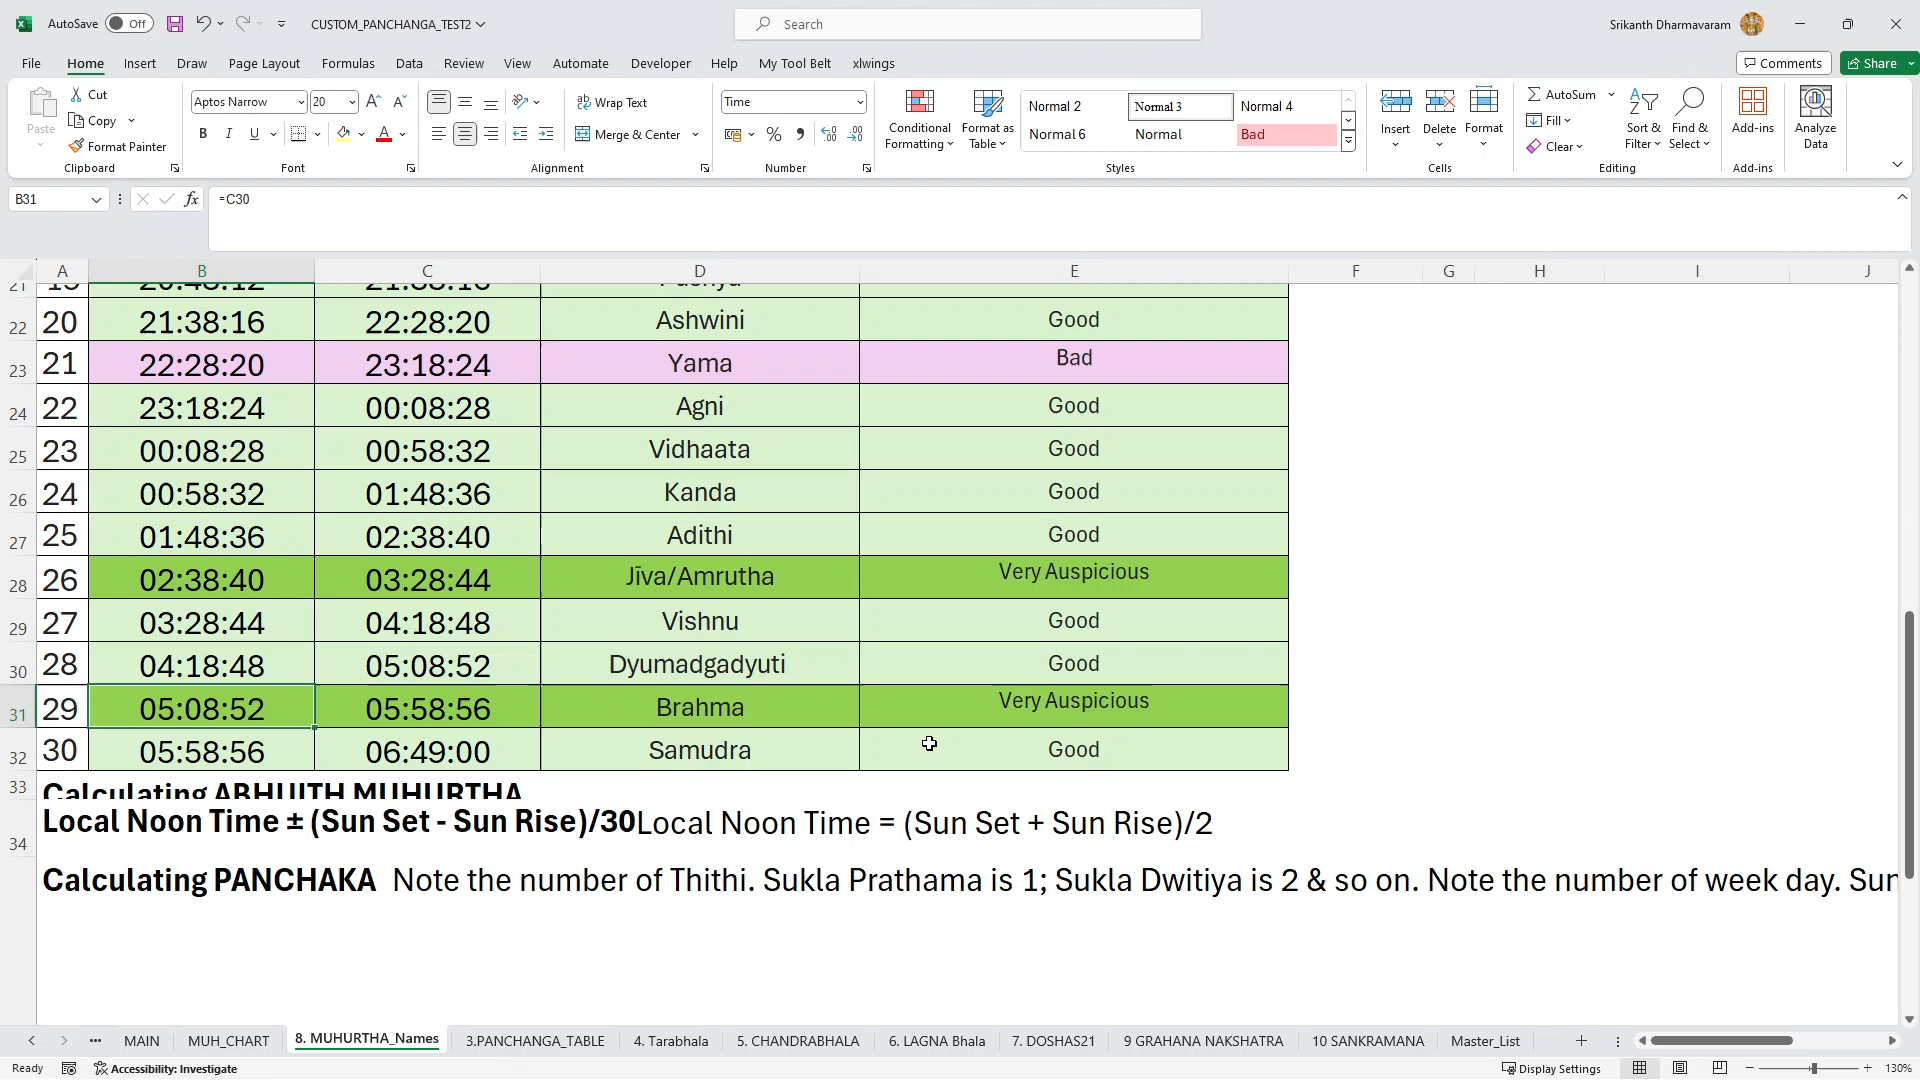 AutoSave Off CUSTOM_PANCHANGA_TEST2 Search Srikanth Dharmavaram
File Home Insert Draw Page Layout Formulas Data Review View Automate Developer Help My Tool Belt xlwings Comments Share
Paste Cut Copy Format Painter Clipboard
Aptos Narrow 20 B I U A Font
Wrap Text Merge & Center Alignment
Time % , Number
Conditional Formatting Format as Table
Normal 2 Normal 3 Normal 4
Normal 6 Normal Bad
Styles
Insert Delete Format Cells
AutoSum Fill Clear Sort & Filter Find & Select Editing
Add-ins Add-ins
Analyze Data
B31 fx =C30
A B C D E F G H I J
22 20 21:38:16 22:28:20 Ashwini Good
23 21 22:28:20 23:18:24 Yama Bad
24 22 23:18:24 00:08:28 Agni Good
25 23 00:08:28 00:58:32 Vidhaata Good
26 24 00:58:32 01:48:36 Kanda Good
27 25 01:48:36 02:38:40 Adithi Good
28 26 02:38:40 03:28:44 Jīva/Amrutha Very Auspicious
29 27 03:28:44 04:18:48 Vishnu Good
30 28 04:18:48 05:08:52 Dyumadgadyuti Good
31 29 05:08:52 05:58:56 Brahma Very Auspicious
32 30 05:58:56 06:49:00 Samudra Good
33 Calculating ABHIJITH MUHURTHA
34 Local Noon Time ± (Sun Set - Sun Rise)/30Local Noon Time = (Sun Set + Sun Rise)/2
Calculating PANCHAKA Note the number of Thithi. Sukla Prathama is 1; Sukla Dwitiya is 2 & so on. Note the number of week day. Sun
MAIN MUH_CHART 8. MUHURTHA_Names 3.PANCHANGA_TABLE 4. Tarabhala 5. CHANDRABHALA 6. LAGNA Bhala 7. DOSHAS21 9 GRAHANA NAKSHATRA 10 SANKRAMANA Master_List
Ready Accessibility: Investigate Display Settings 130%